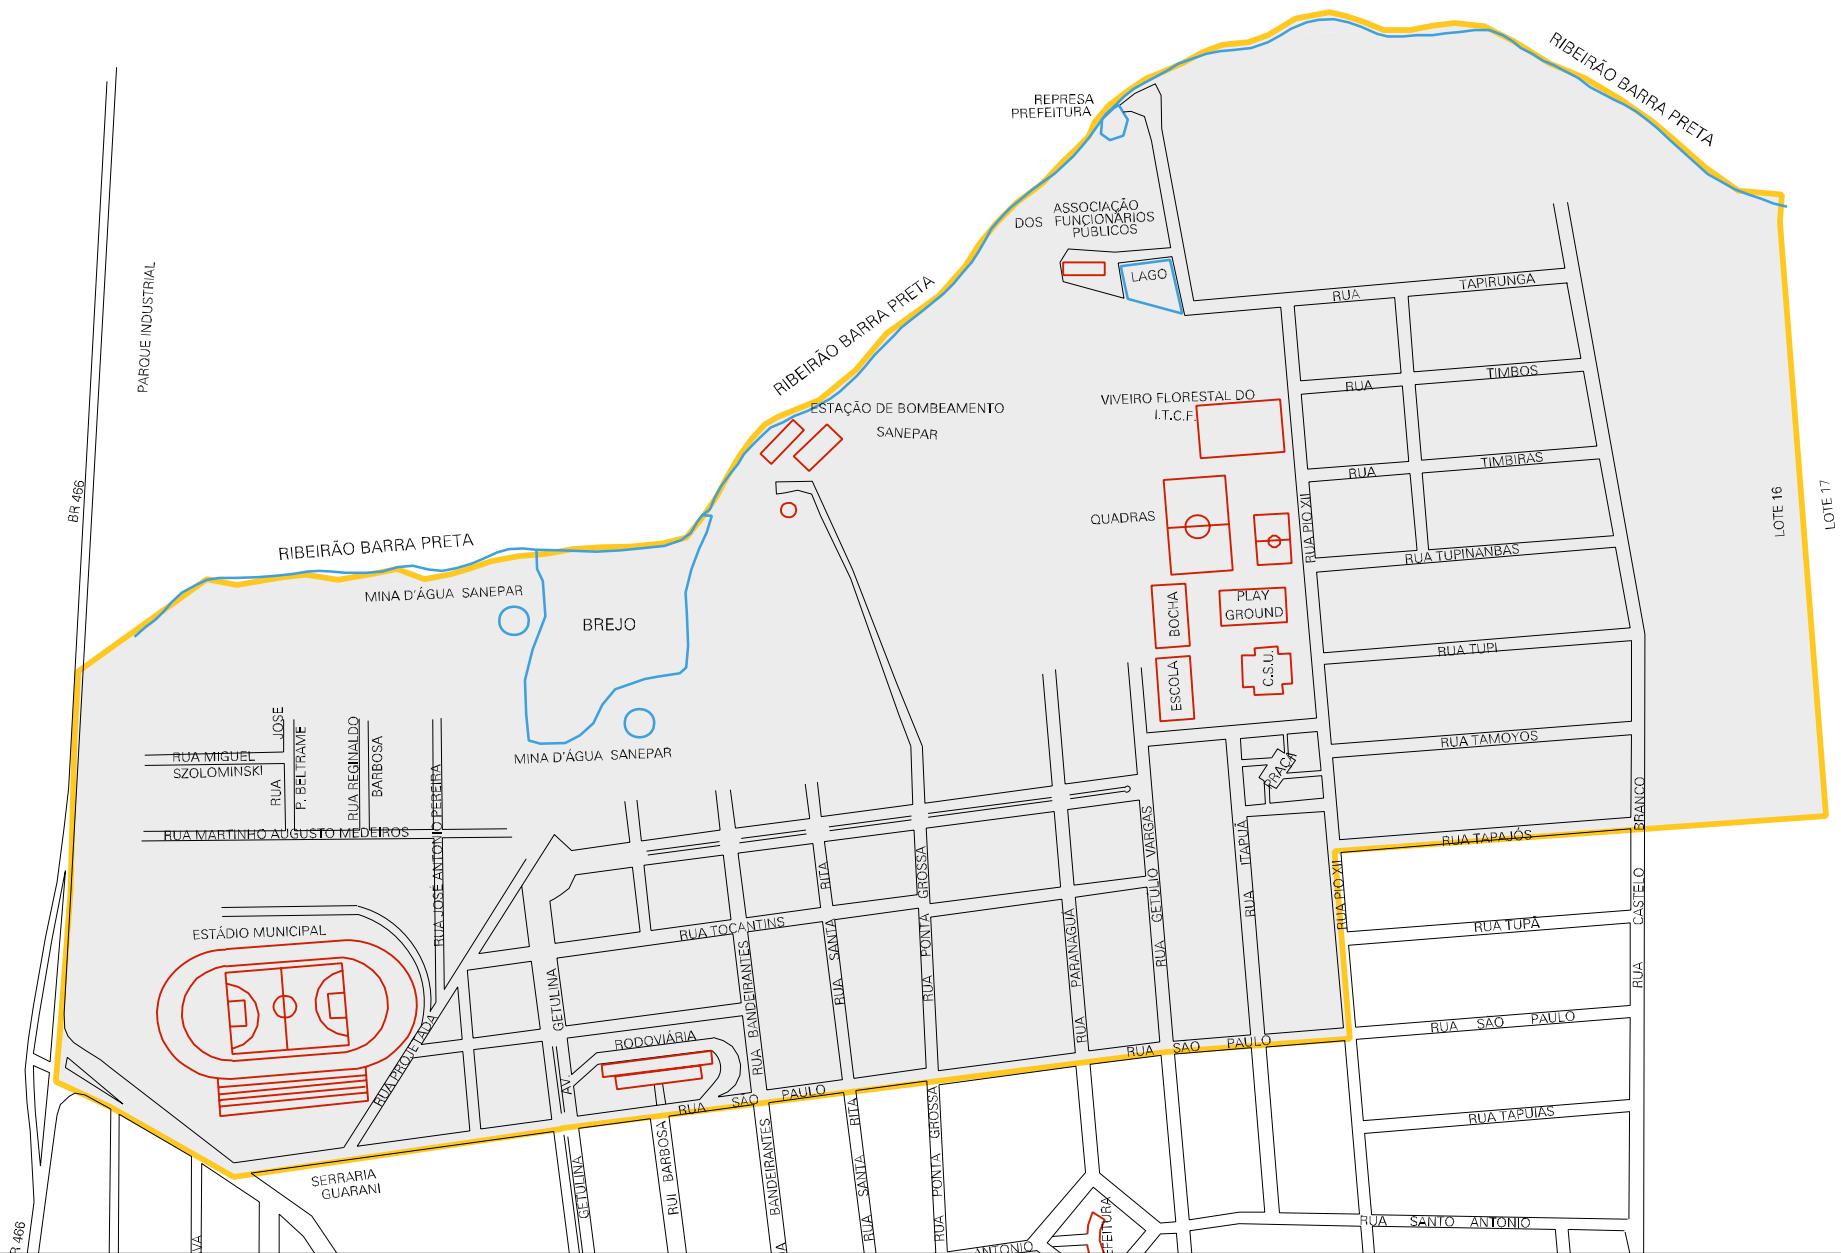 RIBEIRÃO BARRA PRETA
REPRESA
PREFEITURA
ASSOCIAÇÃO
DOS FUNCIONÁRIOS
PÚBLICOS
LAGO
RUA TAPIRUNGA
PARQUE INDUSTRIAL
RIBEIRÃO BARRA PRETA
RUA TIMBOS
ESTAÇÃO DE BOMBEAMENTO
SANEPAR
VIVEIRO FLORESTAL DO
I.T.C.F.
RUA TIMBIRAS
BR 466
QUADRAS
RUA PIO XII
LOTE 16
LOTE 17
RIBEIRÃO BARRA PRETA
RUA TUPINANBAS
MINA D'ÁGUA SANEPAR
BREJO
BOCHA
PLAY
GROUND
RUA TUPI
ESCOLA
C.S.U.
RUA TAMOYOS
MINA D'ÁGUA SANEPAR
RUA MIGUEL
SZOLOMINSKI
RUA JOSE
P. BELTRAME
RUA REGINALDO
BARBOSA
RUA JOSÉ ANTONIO PEREIRA
PRAÇA
RUA MARTINHO AUGUSTO MEDEIROS
RUA TAPAJÓS
RUA CASTELO BRANCO
RUA GETULIO VARGAS
RUA ITAPUÃ
RUA PIO XII
RUA SANTA RITA
RUA PONTA GROSSA
RUA PARANAGUÁ
RUA TOCANTINS
RUA BANDEIRANTES
ESTÁDIO MUNICIPAL
RUA TUPÃ
AV. GETULINA
RUA PROJETADA
RODOVIÁRIA
RUA SAO PAULO
RUA SAO PAULO
RUA SAO PAULO
RUA TAPUIAS
SERRARIA
GUARANI
GETULINA
RUI BARBOSA
BANDEIRANTES
RUA SANTA RITA
RUA PONTA GROSSA
RUA SANTO ANTONIO
ANTONIO